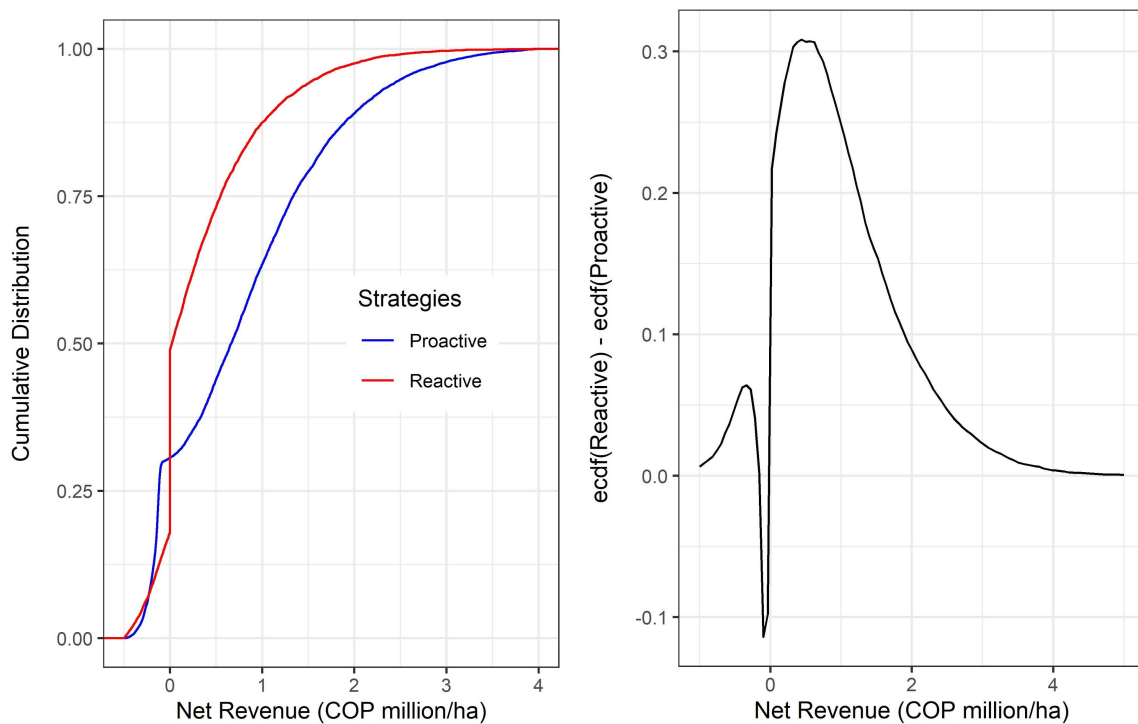 Cumulative Distribution
1.00
0.75
0.50
0.25
0.00
Strategies
Proactive
Reactive
0 1 2 3 4
Net Revenue (COP million/ha)
ecdf(Reactive) - ecdf(Proactive)
0.3
0.2
0.1
0.0
-0.1
0 2 4
Net Revenue (COP million/ha)